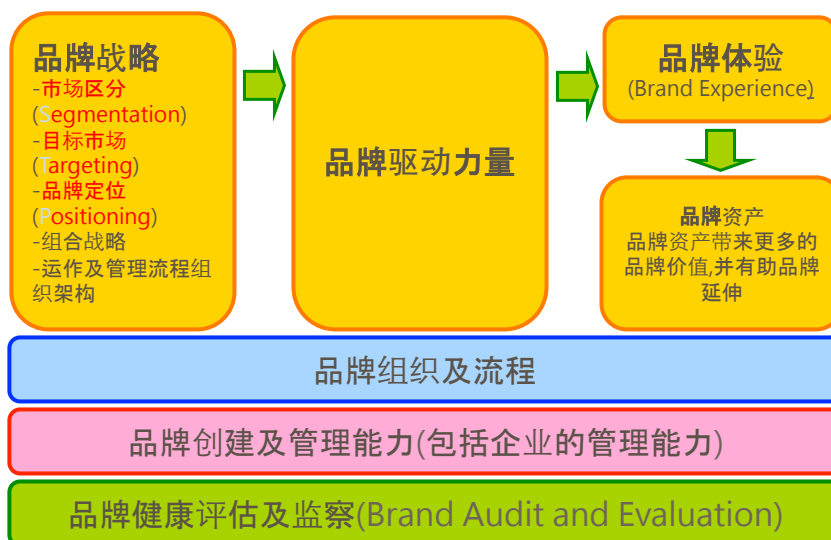 品牌战略
-市场区分
(Segmentation)
-目标市场
(Targeting)
-品牌定位
(Positioning)
-组合战略
-运作及管理流程组
织架构
品牌驱动力量
品牌体验
(Brand Experience)
品牌资产
品牌资产带来更多的
品牌价值,并有助品牌
延伸
品牌组织及流程
品牌创建及管理能力(包括企业的管理能力)
品牌健康评估及监察(Brand Audit and Evaluation)